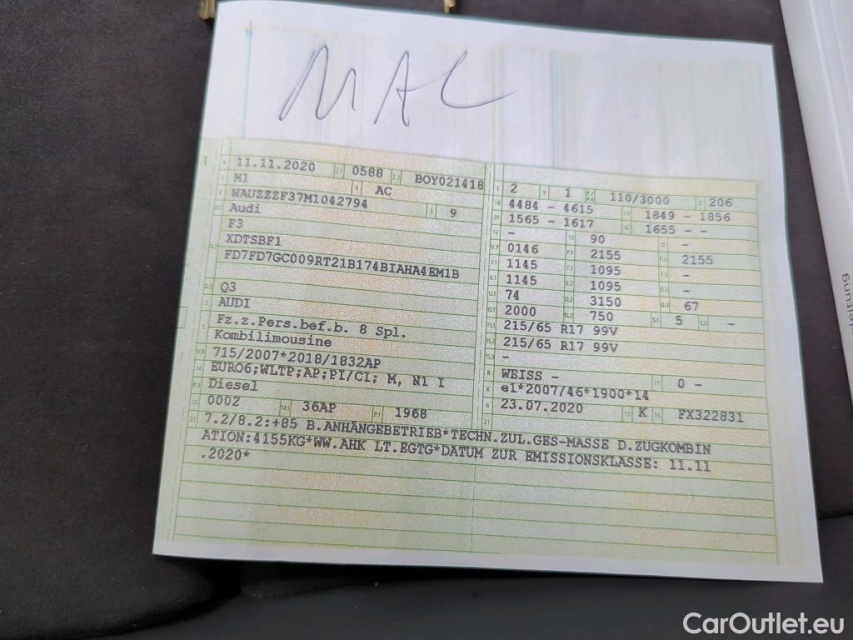 MAC
11.11.2020 0588 BOY021418
M1 AC
WAUZZZF37M1042794 9
Audi
F3
XDTSBF1
FD7FD7GC009RT21B174BIAHA4EM1B
Q3
AUDI
Fz.z.Pers.bef.b. 8 Spl.
Kombilimousine
715/2007*2018/1832AP
EURO6;WLTP;AP;PI/CI; M, N1 I
Diesel
0002 36AP 1968
2 1 110/3000 206
4484 - 4615 1849 - 1856
1565 - 1617 1655 - -
- 90 -
0146 2155 2155
1145 1095 -
1145 1095 -
74 3150 67
2000 750 5 -
215/65 R17 99V
215/65 R17 99V
-
WEISS - 0 -
e1*2007/46*1900*14
23.07.2020 K FX322831
7.2/8.2:+85 B.ANHÄNGEBETRIEB*TECHN.ZUL.GES-MASSE D.ZUGKOMBIN
ATION:4155KG*WW.AHK LT.EGTG*DATUM ZUR EMISSIONSKLASSE: 11.11
.2020*
CarOutlet.eu